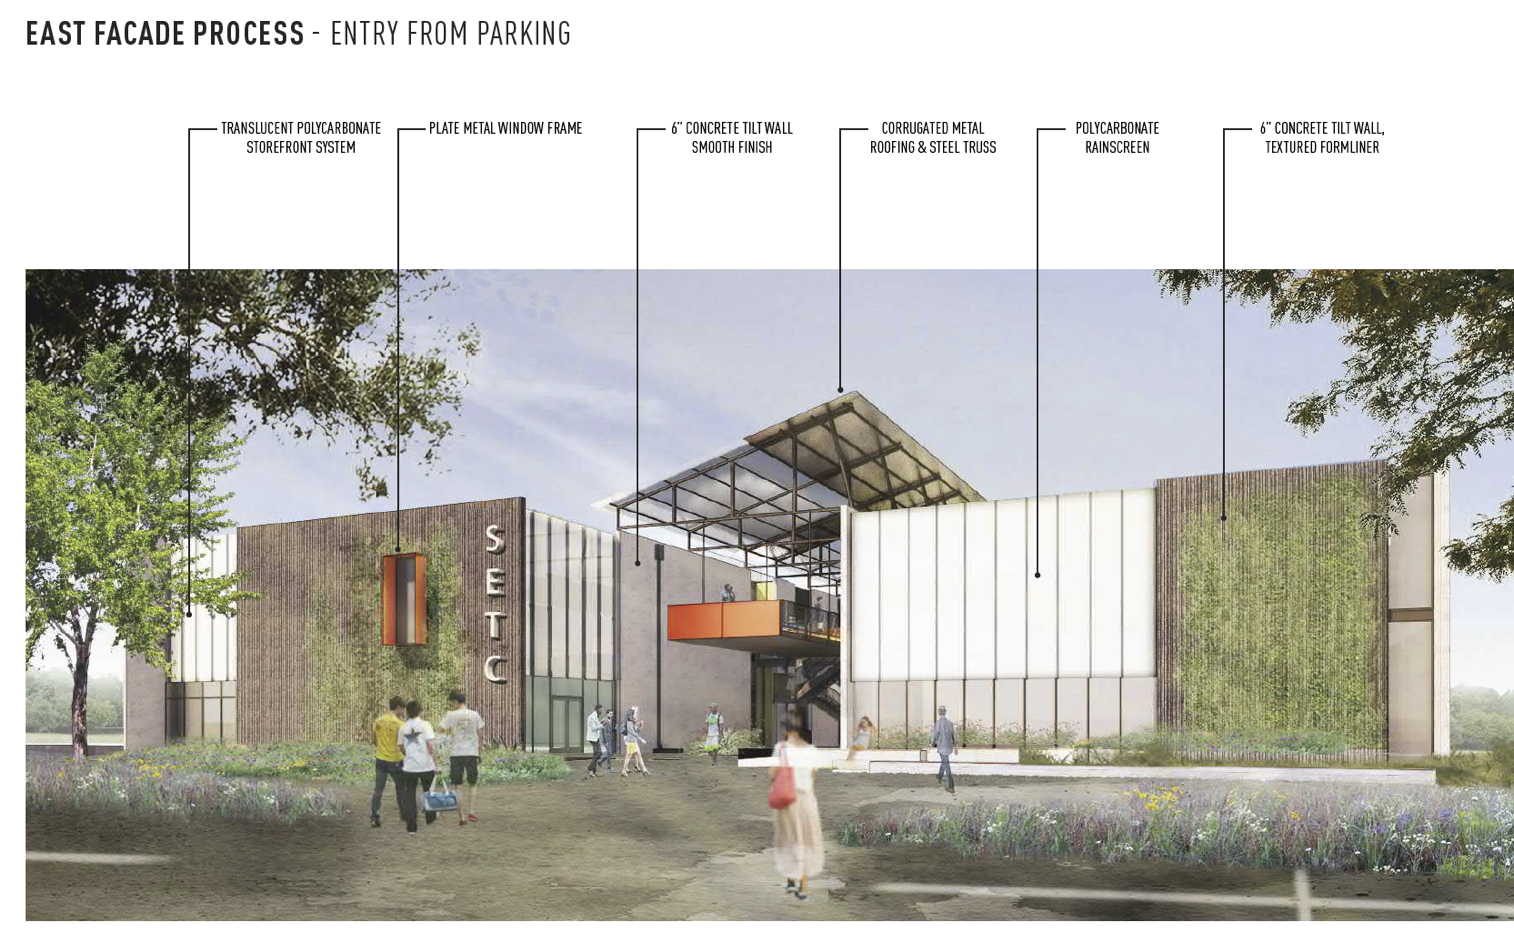 EAST FACADE PROCESS - ENTRY FROM PARKING
TRANSLUCENT POLYCARBONATE
STOREFRONT SYSTEM
PLATE METAL WINDOW FRAME
6" CONCRETE TILT WALL
SMOOTH FINISH
CORRUGATED METAL
ROOFING & STEEL TRUSS
POLYCARBONATE
RAINSCREEN
6" CONCRETE TILT WALL,
TEXTURED FORMLINER
SETC